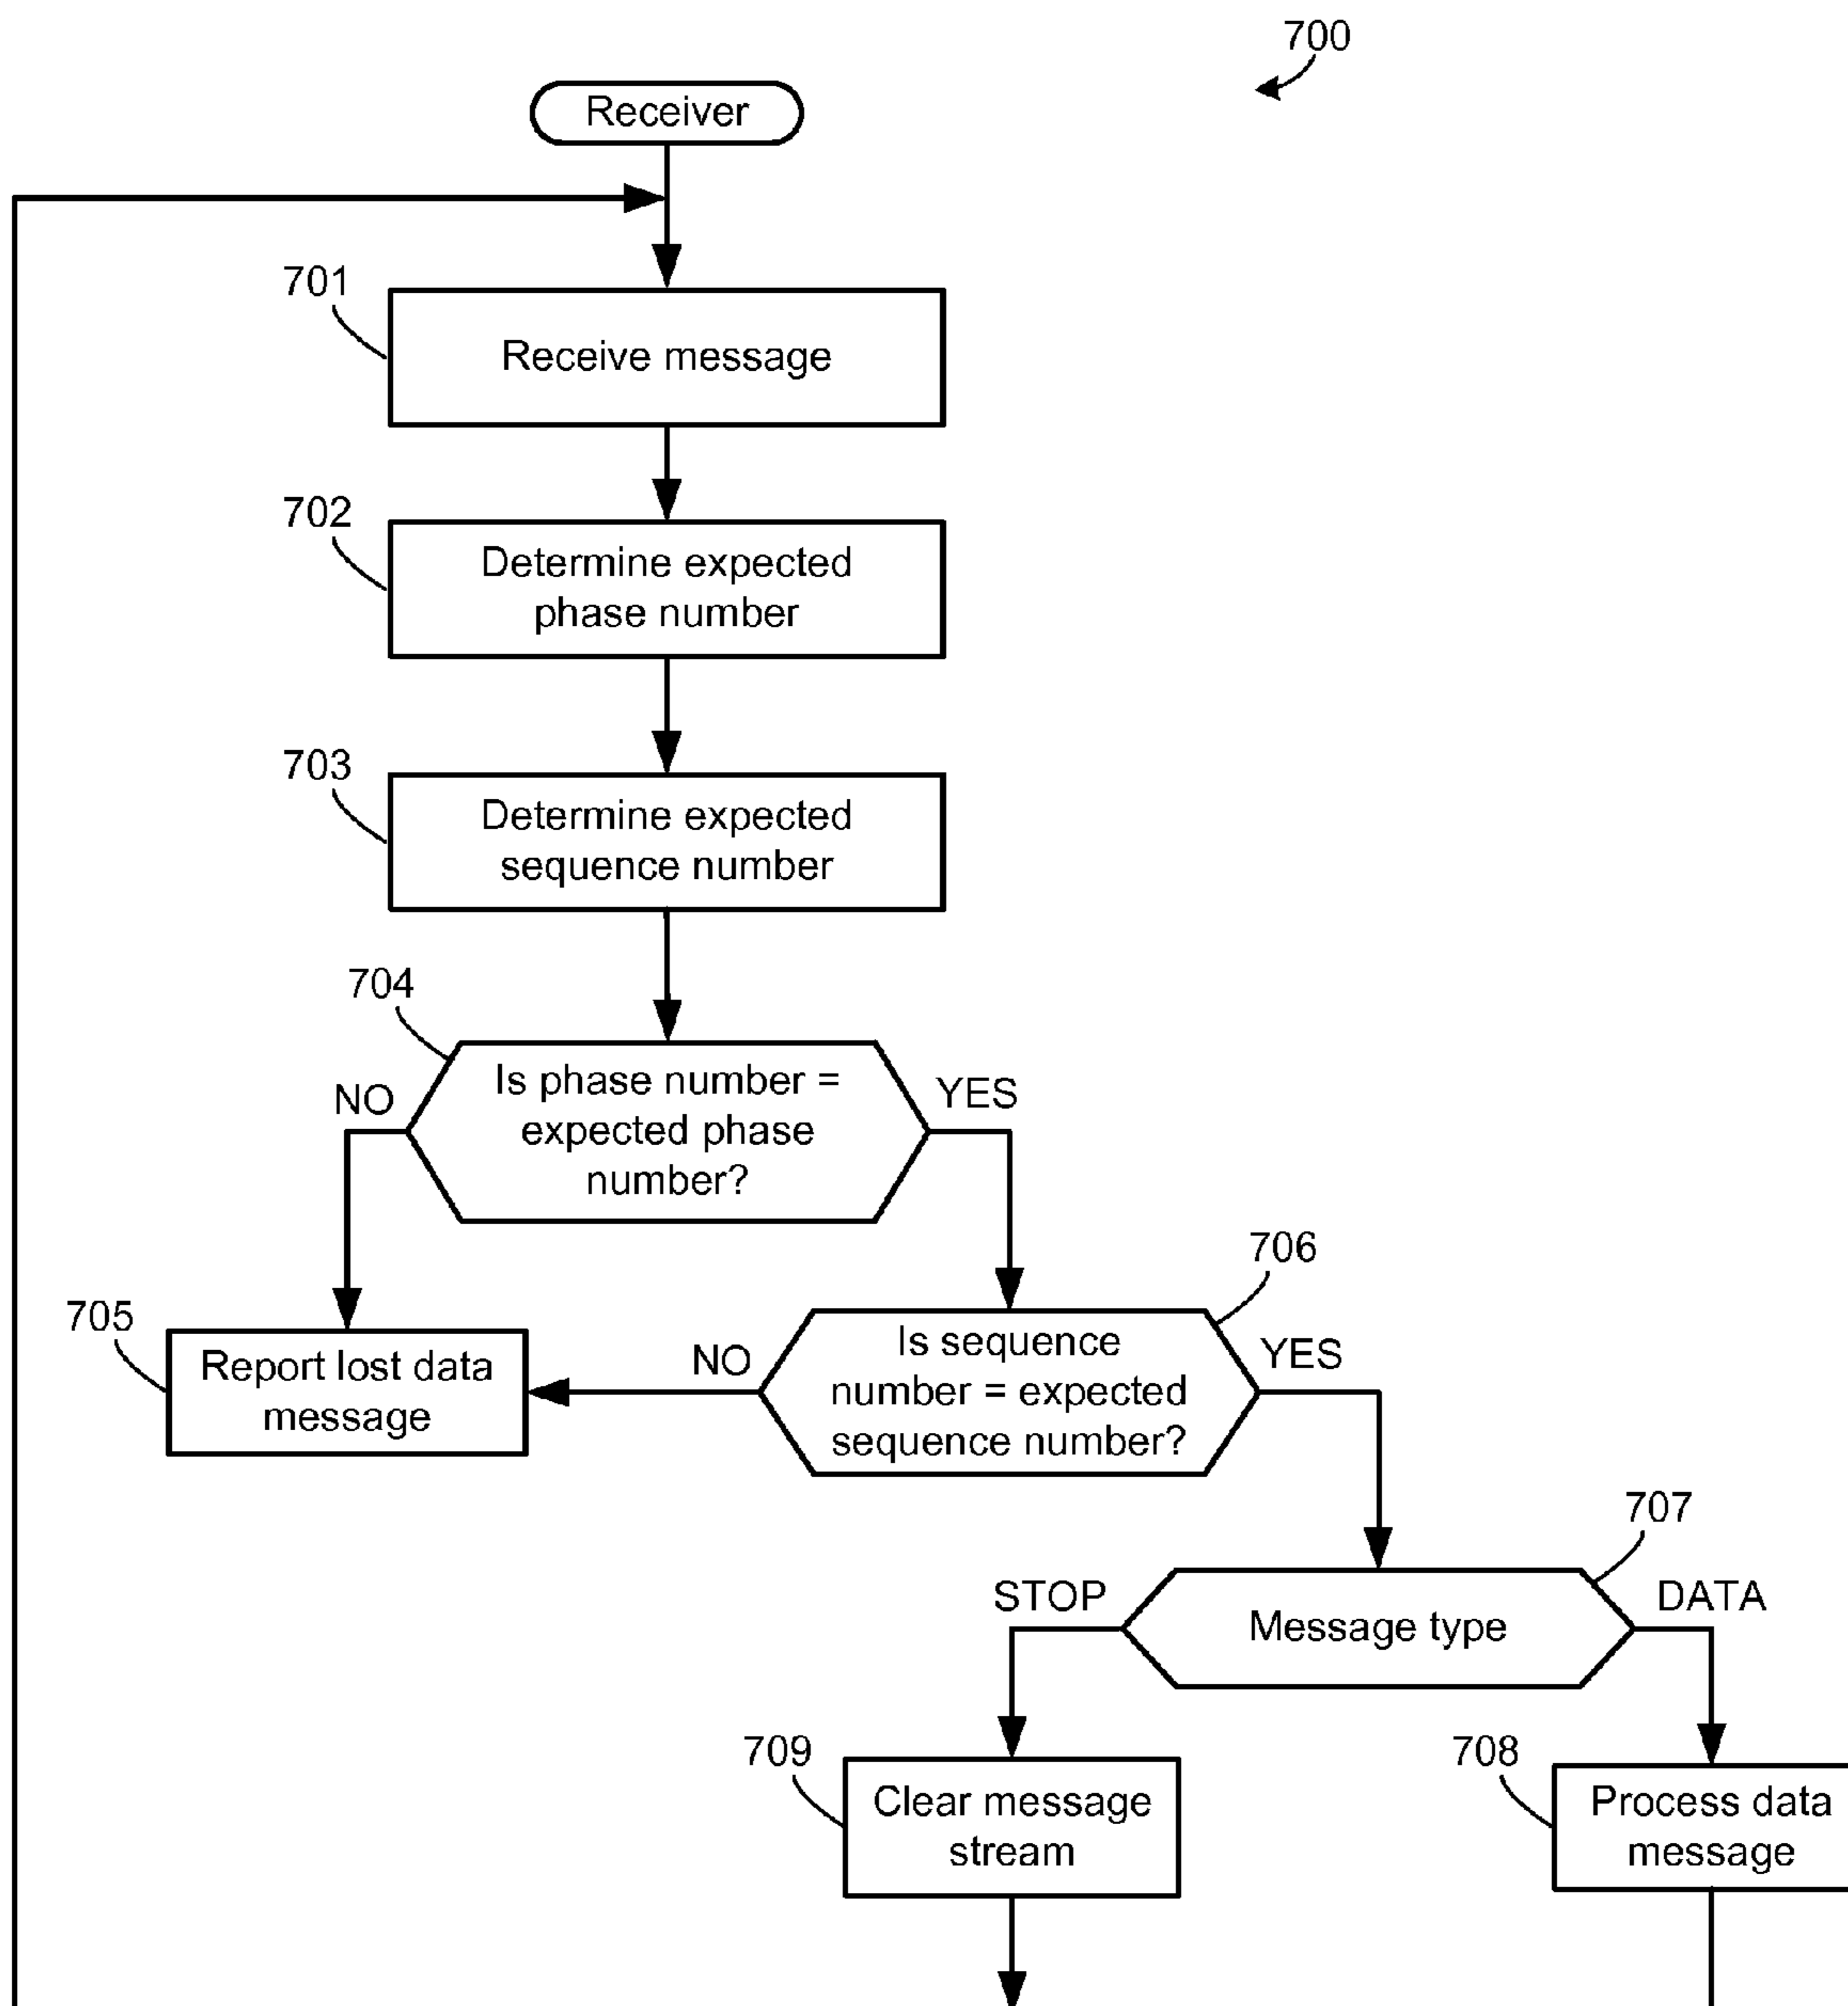 700
Receiver
701
Receive message
702
Determine expected
phase number
703
Determine expected
sequence number
704
NO
Is phase number =
expected phase
number?
YES
706
705
Report lost data
message
NO
Is sequence
number = expected
sequence number?
YES
707
STOP
Message type
DATA
709
Clear message
stream
708
Process data
message